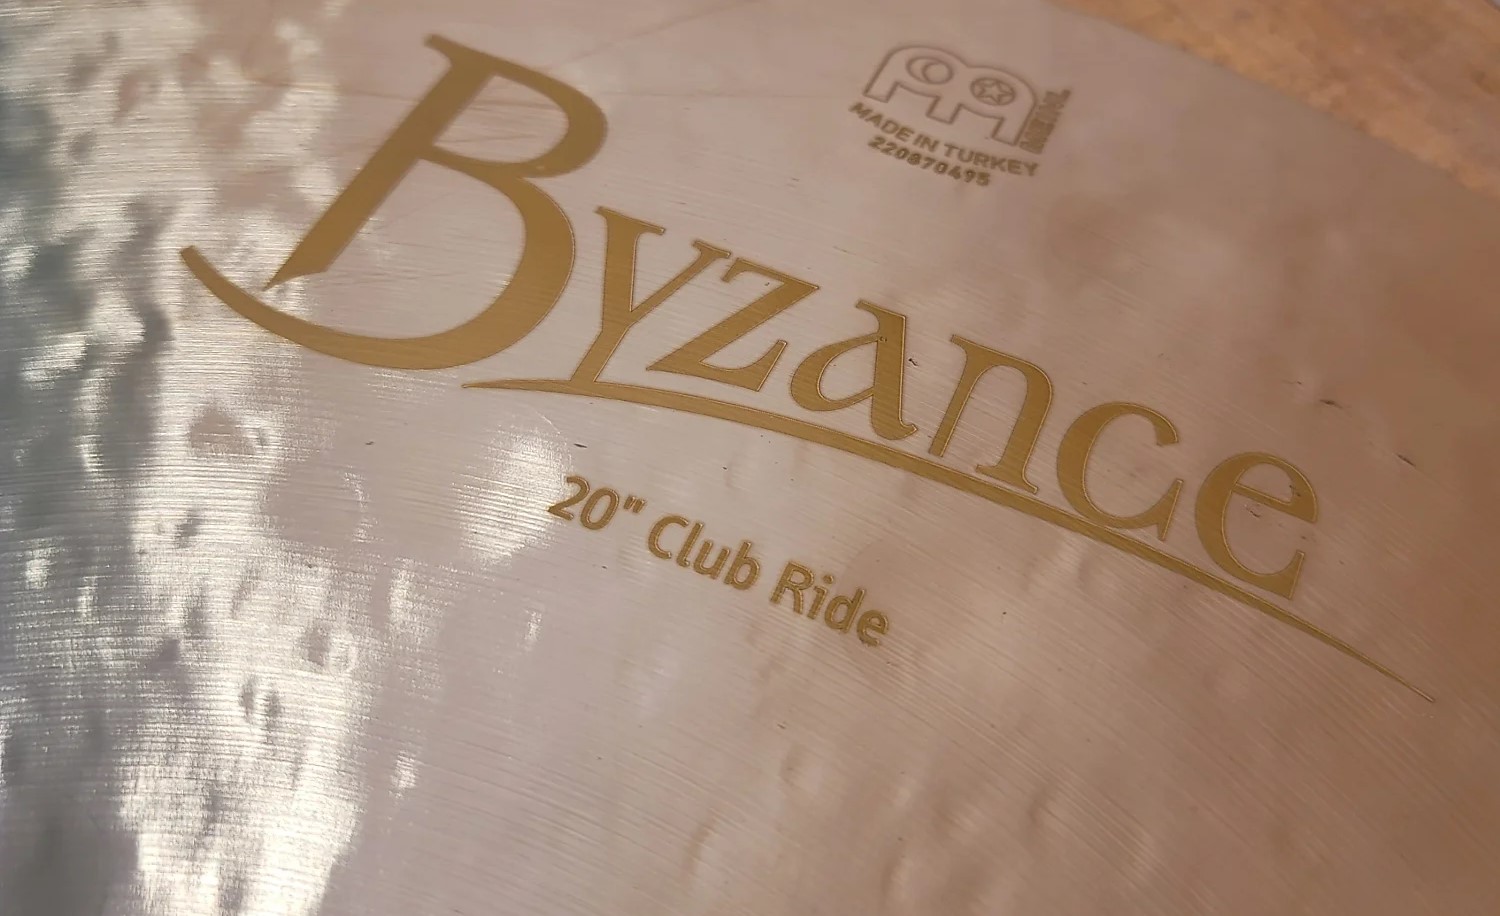 MADE IN TURKEY
220870495
Byzance
20" Club Ride